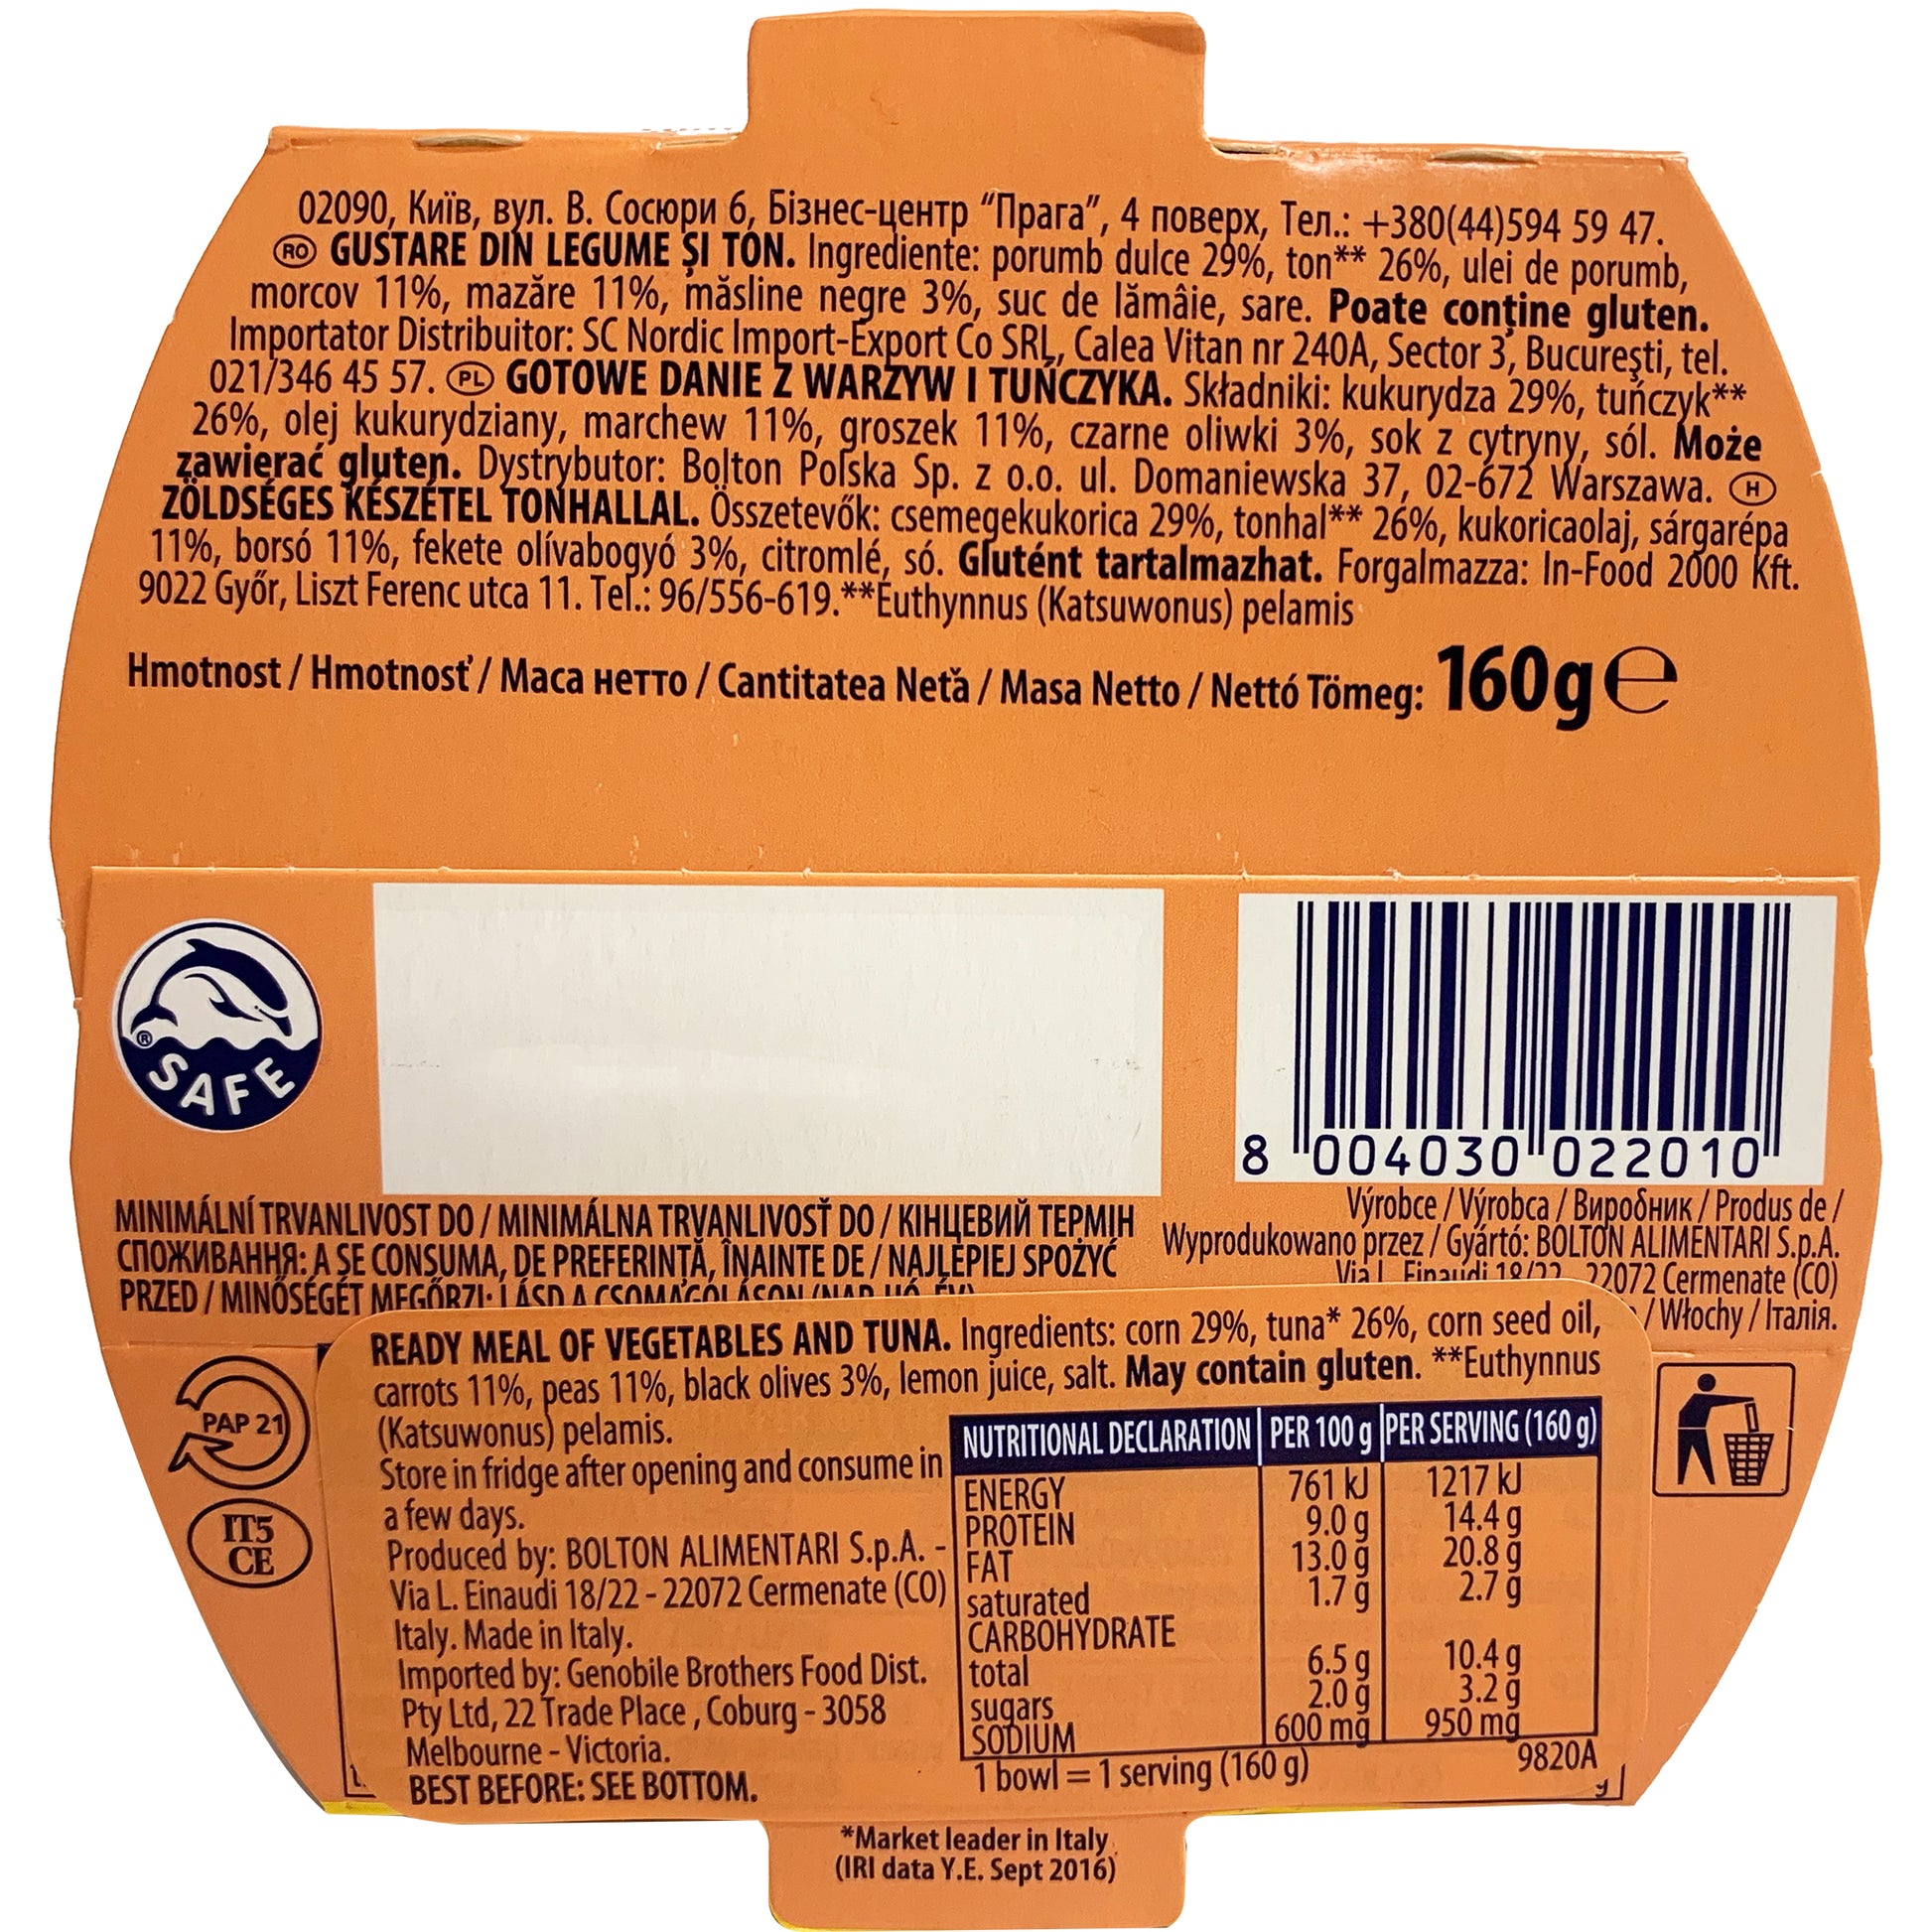 02090, Київ, вул. В. Сосюри 6, Бізнес-центр "Прага", 4 поверх, Тел.: +380(44)594 59 47.
RO GUSTARE DIN LEGUME ŞI TON. Ingrediente: porumb dulce 29%, ton** 26%, ulei de porumb,
morcov 11%, mazăre 11%, măsline negre 3%, suc de lămâie, sare. Poate conţine gluten.
Importator Distribuitor: SC Nordic Import-Export Co SRL, Calea Vitan nr 240A, Sector 3, Bucureşti, tel.
021/346 45 57. PL GOTOWE DANIE Z WARZYW I TUŃCZYKA. Składniki: kukurydza 29%, tuńczyk**
26%, olej kukurydziany, marchew 11%, groszek 11%, czarne oliwki 3%, sok z cytryny, sól. Może
zawierać gluten. Dystrybutor: Bolton Polska Sp. z o.o. ul. Domaniewska 37, 02-672 Warszawa. H
ZÖLDSÉGES KÉSZÉTEL TONHALLAL. Összetevők: csemegekukorica 29%, tonhal** 26%, kukoricaolaj, sárgarépa
11%, borsó 11%, fekete olívabogyó 3%, citromlé, só. Glutént tartalmazhat. Forgalmazza: In-Food 2000 Kft.
9022 Győr, Liszt Ferenc utca 11. Tel.: 96/556-619.**Euthynnus (Katsuwonus) pelamis
Hmotnost / Hmotnosť / Маса нетто / Cantitatea Netă / Masa Netto / Nettó Tömeg: 160g e
® SAFE
8 004030 022010
MINIMÁLNÍ TRVANLIVOST DO / MINIMÁLNA TRVANLIVOSŤ DO / КІНЦЕВИЙ ТЕРМІН
СПОЖИВАННЯ: A SE CONSUMA, DE PREFERINŢĂ, ÎNAINTE DE / NAJLEPIEJ SPOŻYĆ
PRZED / MINŐSÉGÉT MEGŐRZI: LÁSD A CSOMAGOLÁSON (NAP, HÓ, ÉV)
Výrobce / Výrobca / Виробник / Produs de /
Wyprodukowano przez / Gyártó: BOLTON ALIMENTARI S.p.A.
Via L. Einaudi 18/22 22072 Cermenate (CO)
/ Włochy / Італія.
PAP 21
IT5
CE
READY MEAL OF VEGETABLES AND TUNA. Ingredients: corn 29%, tuna* 26%, corn seed oil,
carrots 11%, peas 11%, black olives 3%, lemon juice, salt. May contain gluten. **Euthynnus
(Katsuwonus) pelamis.
Store in fridge after opening and consume in
a few days.
Produced by: BOLTON ALIMENTARI S.p.A. -
Via L. Einaudi 18/22 - 22072 Cermenate (CO)
Italy. Made in Italy.
Imported by: Genobile Brothers Food Dist.
Pty Ltd, 22 Trade Place , Coburg - 3058
Melbourne - Victoria.
BEST BEFORE: SEE BOTTOM.
NUTRITIONAL DECLARATION PER 100 g PER SERVING (160 g)
ENERGY 761 kJ 1217 kJ
PROTEIN 9.0 g 14.4 g
FAT 13.0 g 20.8 g
saturated 1.7 g 2.7 g
CARBOHYDRATE
total 6.5 g 10.4 g
sugars 2.0 g 3.2 g
SODIUM 600 mg 950 mg
1 bowl = 1 serving (160 g) 9820A
*Market leader in Italy
(IRI data Y.E. Sept 2016)